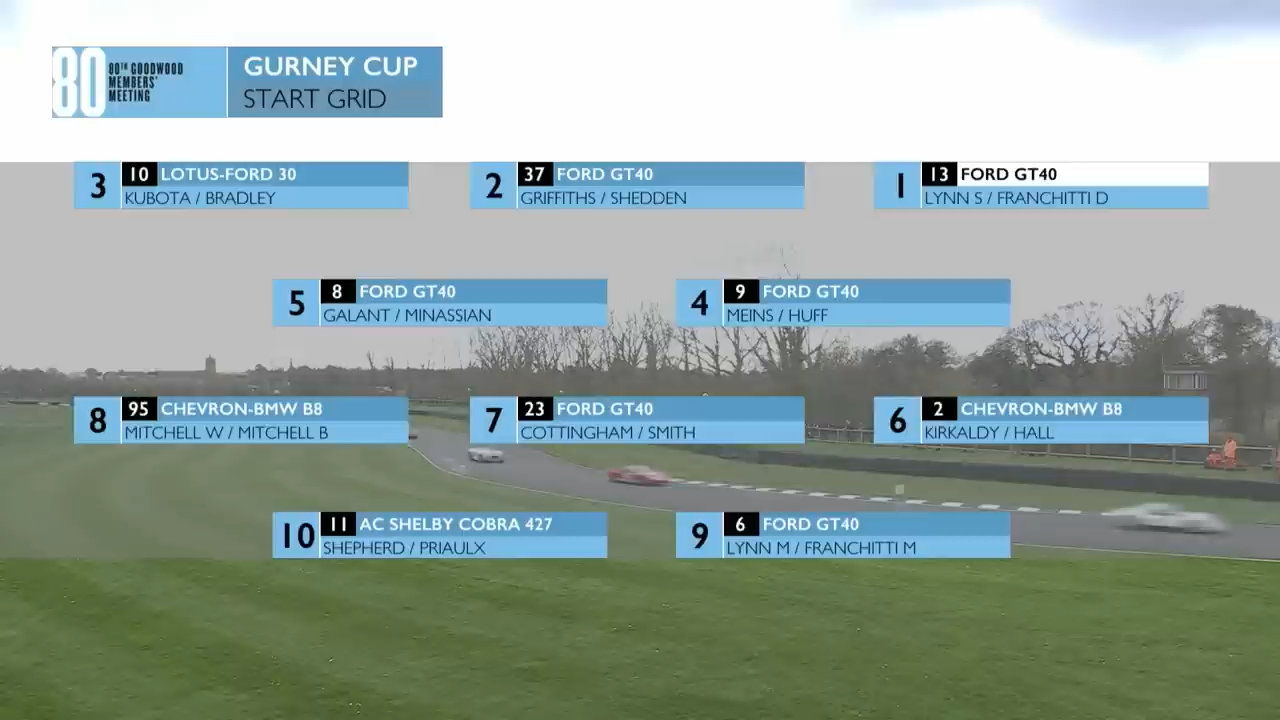 80
80TH GOODWOOD
MEMBERS'
MEETING
GURNEY CUP
START GRID
3 10 LOTUS-FORD 30
KUBOTA / BRADLEY
2 37 FORD GT40
GRIFFITHS / SHEDDEN
1 13 FORD GT40
LYNN S / FRANCHITTI D
5 8 FORD GT40
GALANT / MINASSIAN
4 9 FORD GT40
MEINS / HUFF
8 95 CHEVRON-BMW B8
MITCHELL W / MITCHELL B
7 23 FORD GT40
COTTINGHAM / SMITH
6 2 CHEVRON-BMW B8
KIRKALDY / HALL
10 11 AC SHELBY COBRA 427
SHEPHERD / PRIAULX
9 6 FORD GT40
LYNN M / FRANCHITTI M